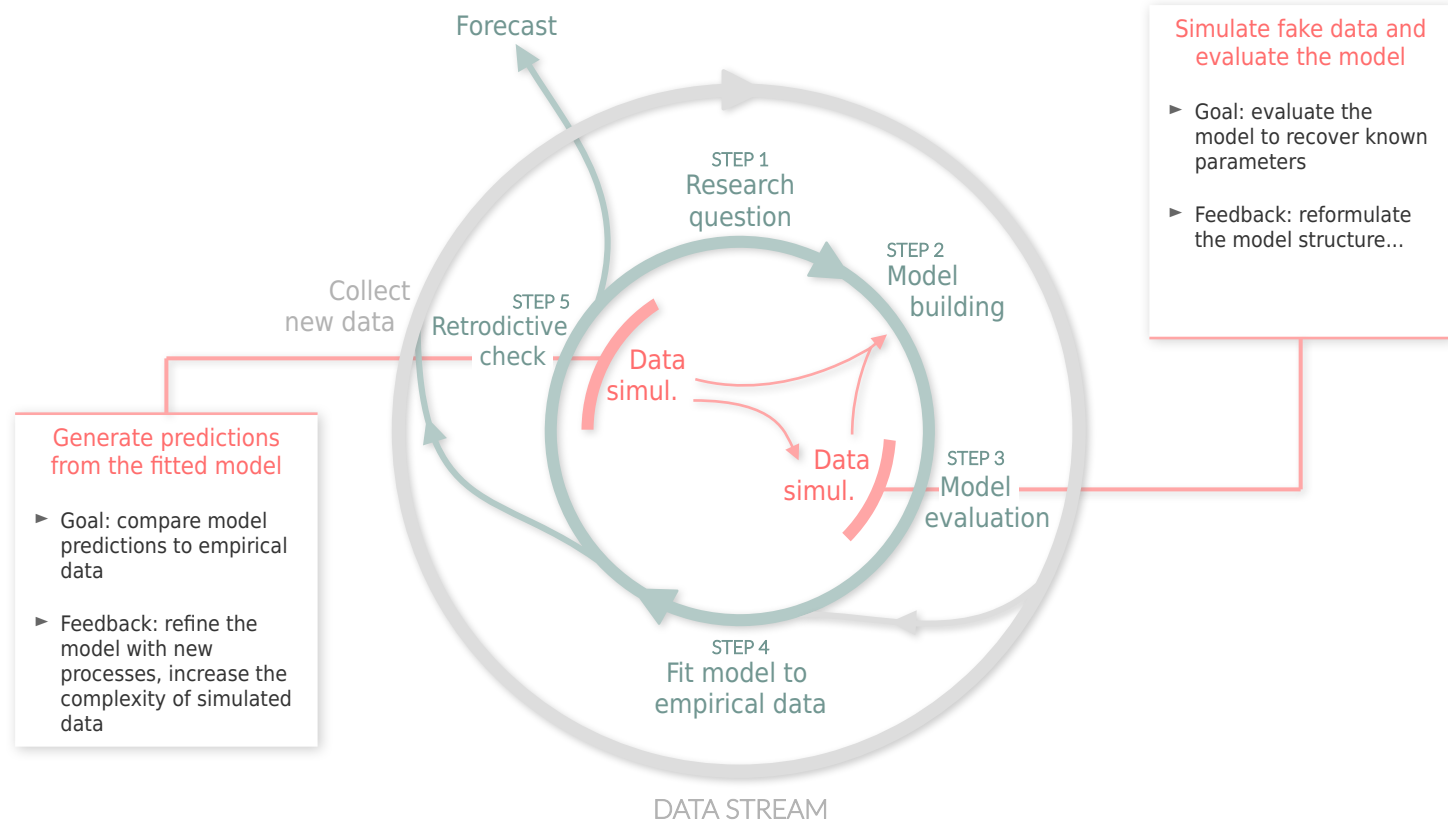 Forecast
Simulate fake data and
evaluate the model
► Goal: evaluate the
model to recover known
parameters
► Feedback: reformulate
the model structure...
STEP 1
Research
question
STEP 2
Model
building
Collect
new data
STEP 5
Retrodictive
check
Data
simul.
Data
simul.
STEP 3
Model
evaluation
Generate predictions
from the fitted model
► Goal: compare model
predictions to empirical
data
► Feedback: refine the
model with new
processes, increase the
complexity of simulated
data
STEP 4
Fit model to
empirical data
DATA STREAM